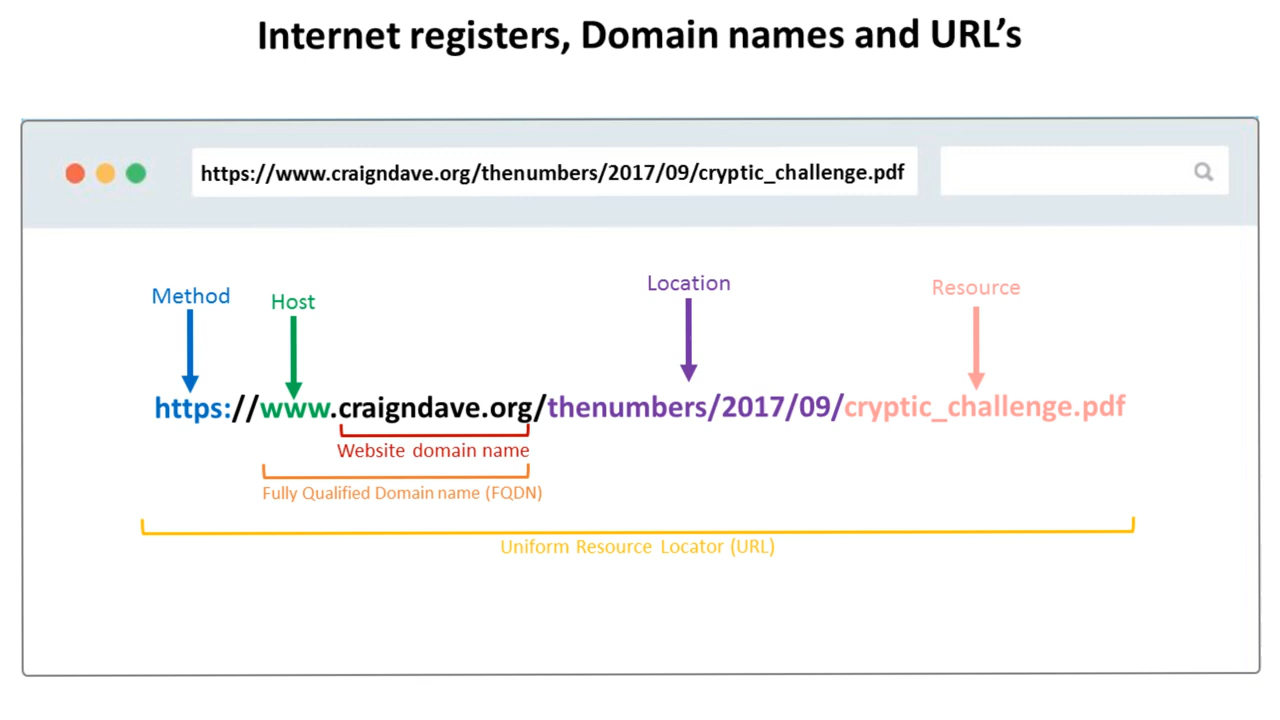 Internet registers, Domain names and URL’s
https://www.craigndave.org/thenumbers/2017/09/cryptic_challenge.pdf
Method
Host
Location
Resource
https://www.craigndave.org/thenumbers/2017/09/cryptic_challenge.pdf
Website domain name
Fully Qualified Domain name (FQDN)
Uniform Resource Locator (URL)